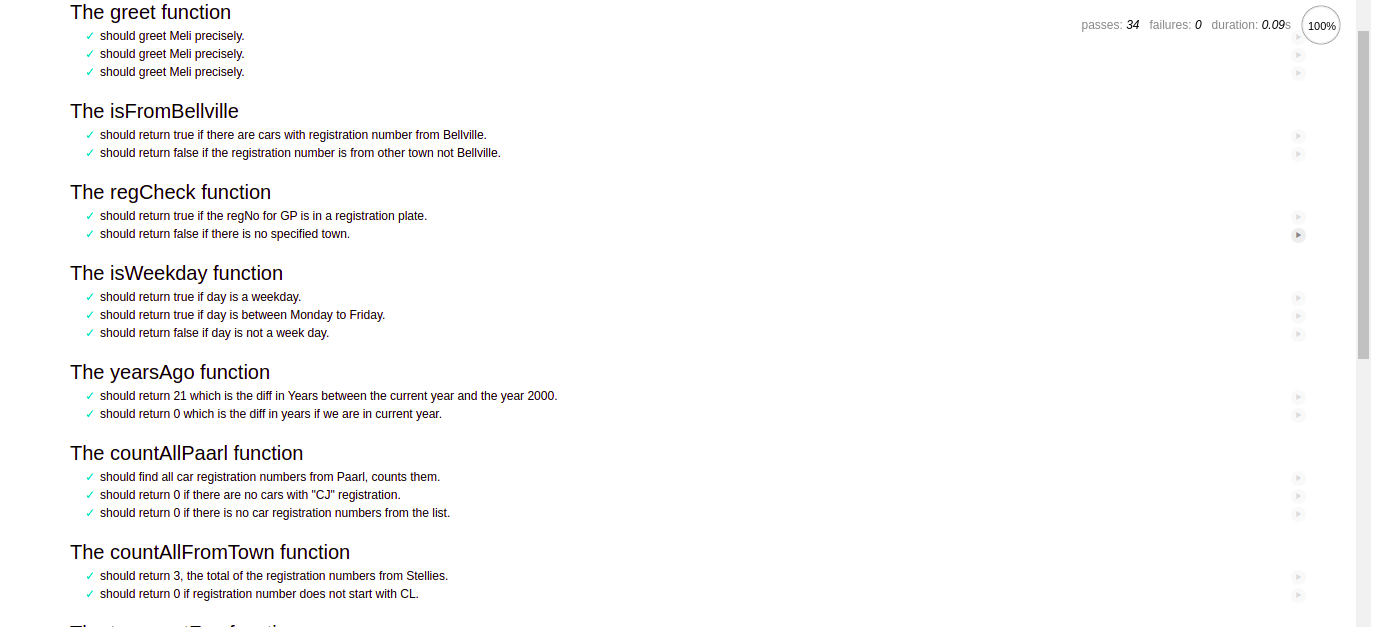 The greet function
passes: 34 failures: 0 duration: 0.09s 100%
✓ should greet Meli precisely.
✓ should greet Meli precisely.
✓ should greet Meli precisely.
The isFromBellville
✓ should return true if there are cars with registration number from Bellville.
✓ should return false if the registration number is from other town not Bellville.
The regCheck function
✓ should return true if the regNo for GP is in a registration plate.
✓ should return false if there is no specified town.
The isWeekday function
✓ should return true if day is a weekday.
✓ should return true if day is between Monday to Friday.
✓ should return false if day is not a week day.
The yearsAgo function
✓ should return 21 which is the diff in Years between the current year and the year 2000.
✓ should return 0 which is the diff in years if we are in current year.
The countAllPaarl function
✓ should find all car registration numbers from Paarl, counts them.
✓ should return 0 if there are no cars with "CJ" registration.
✓ should return 0 if there is no car registration numbers from the list.
The countAllFromTown function
✓ should return 3, the total of the registration numbers from Stellies.
✓ should return 0 if registration number does not start with CL.